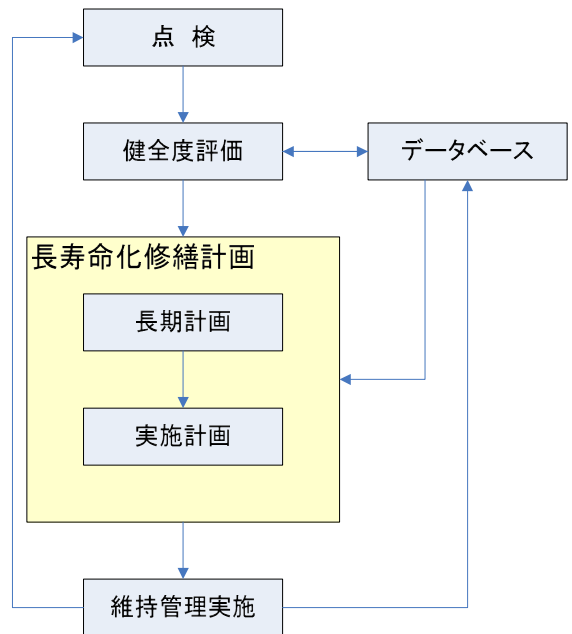 点 検
健全度評価
データベース
長寿命化修繕計画
長期計画
実施計画
維持管理実施